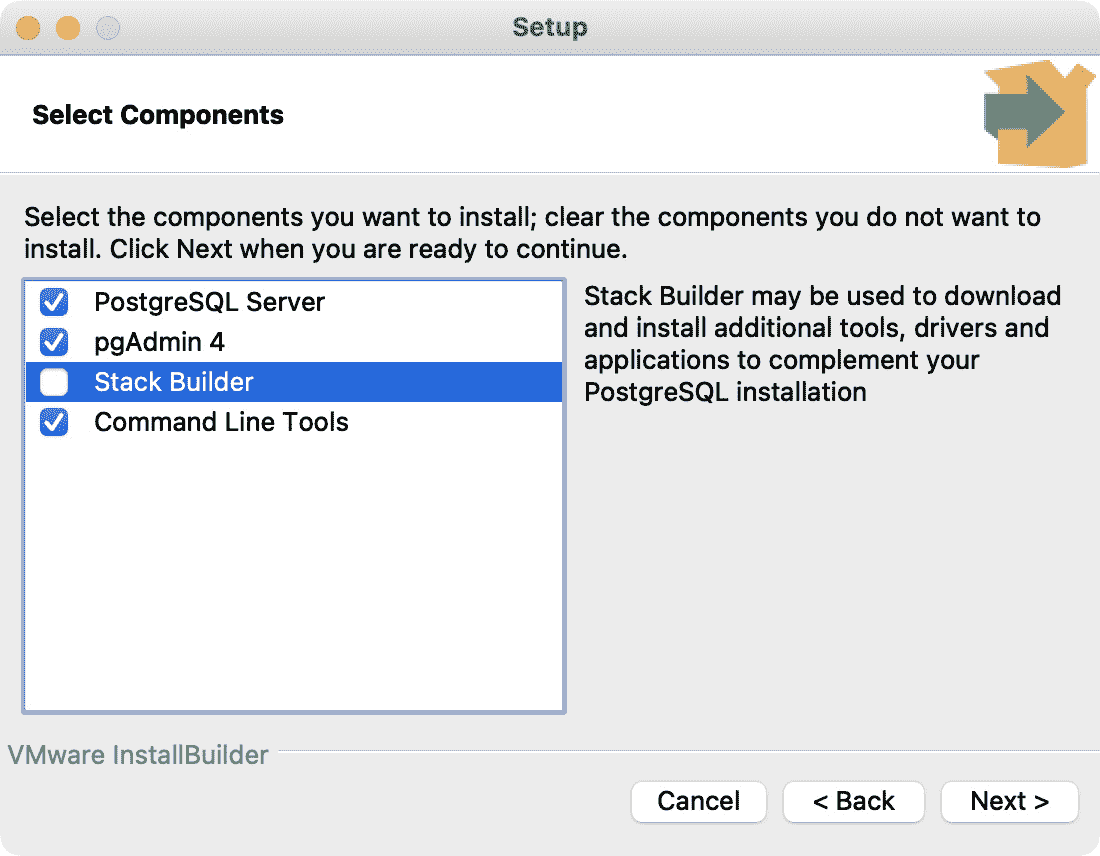 Setup
Select Components
Select the components you want to install; clear the components you do not want to
install. Click Next when you are ready to continue.
PostgreSQL Server
pgAdmin 4
Stack Builder
Command Line Tools
Stack Builder may be used to download
and install additional tools, drivers and
applications to complement your
PostgreSQL installation
VMware InstallBuilder
Cancel
< Back
Next >